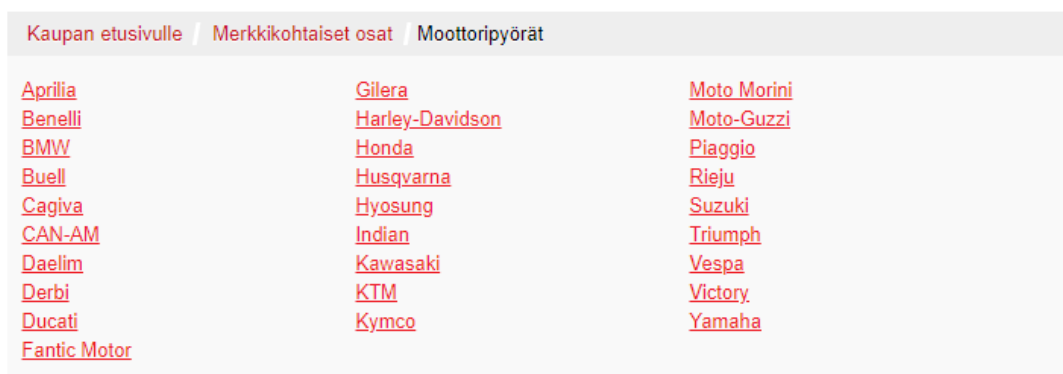 Kaupan etusivulle / Merkkikohtaiset osat / Moottoripyörät
Aprilia
Benelli
BMW
Buell
Cagiva
CAN-AM
Daelim
Derbi
Ducati
Fantic Motor
Gilera
Harley-Davidson
Honda
Husqvarna
Hyosung
Indian
Kawasaki
KTM
Kymco
Moto Morini
Moto-Guzzi
Piaggio
Rieju
Suzuki
Triumph
Vespa
Victory
Yamaha